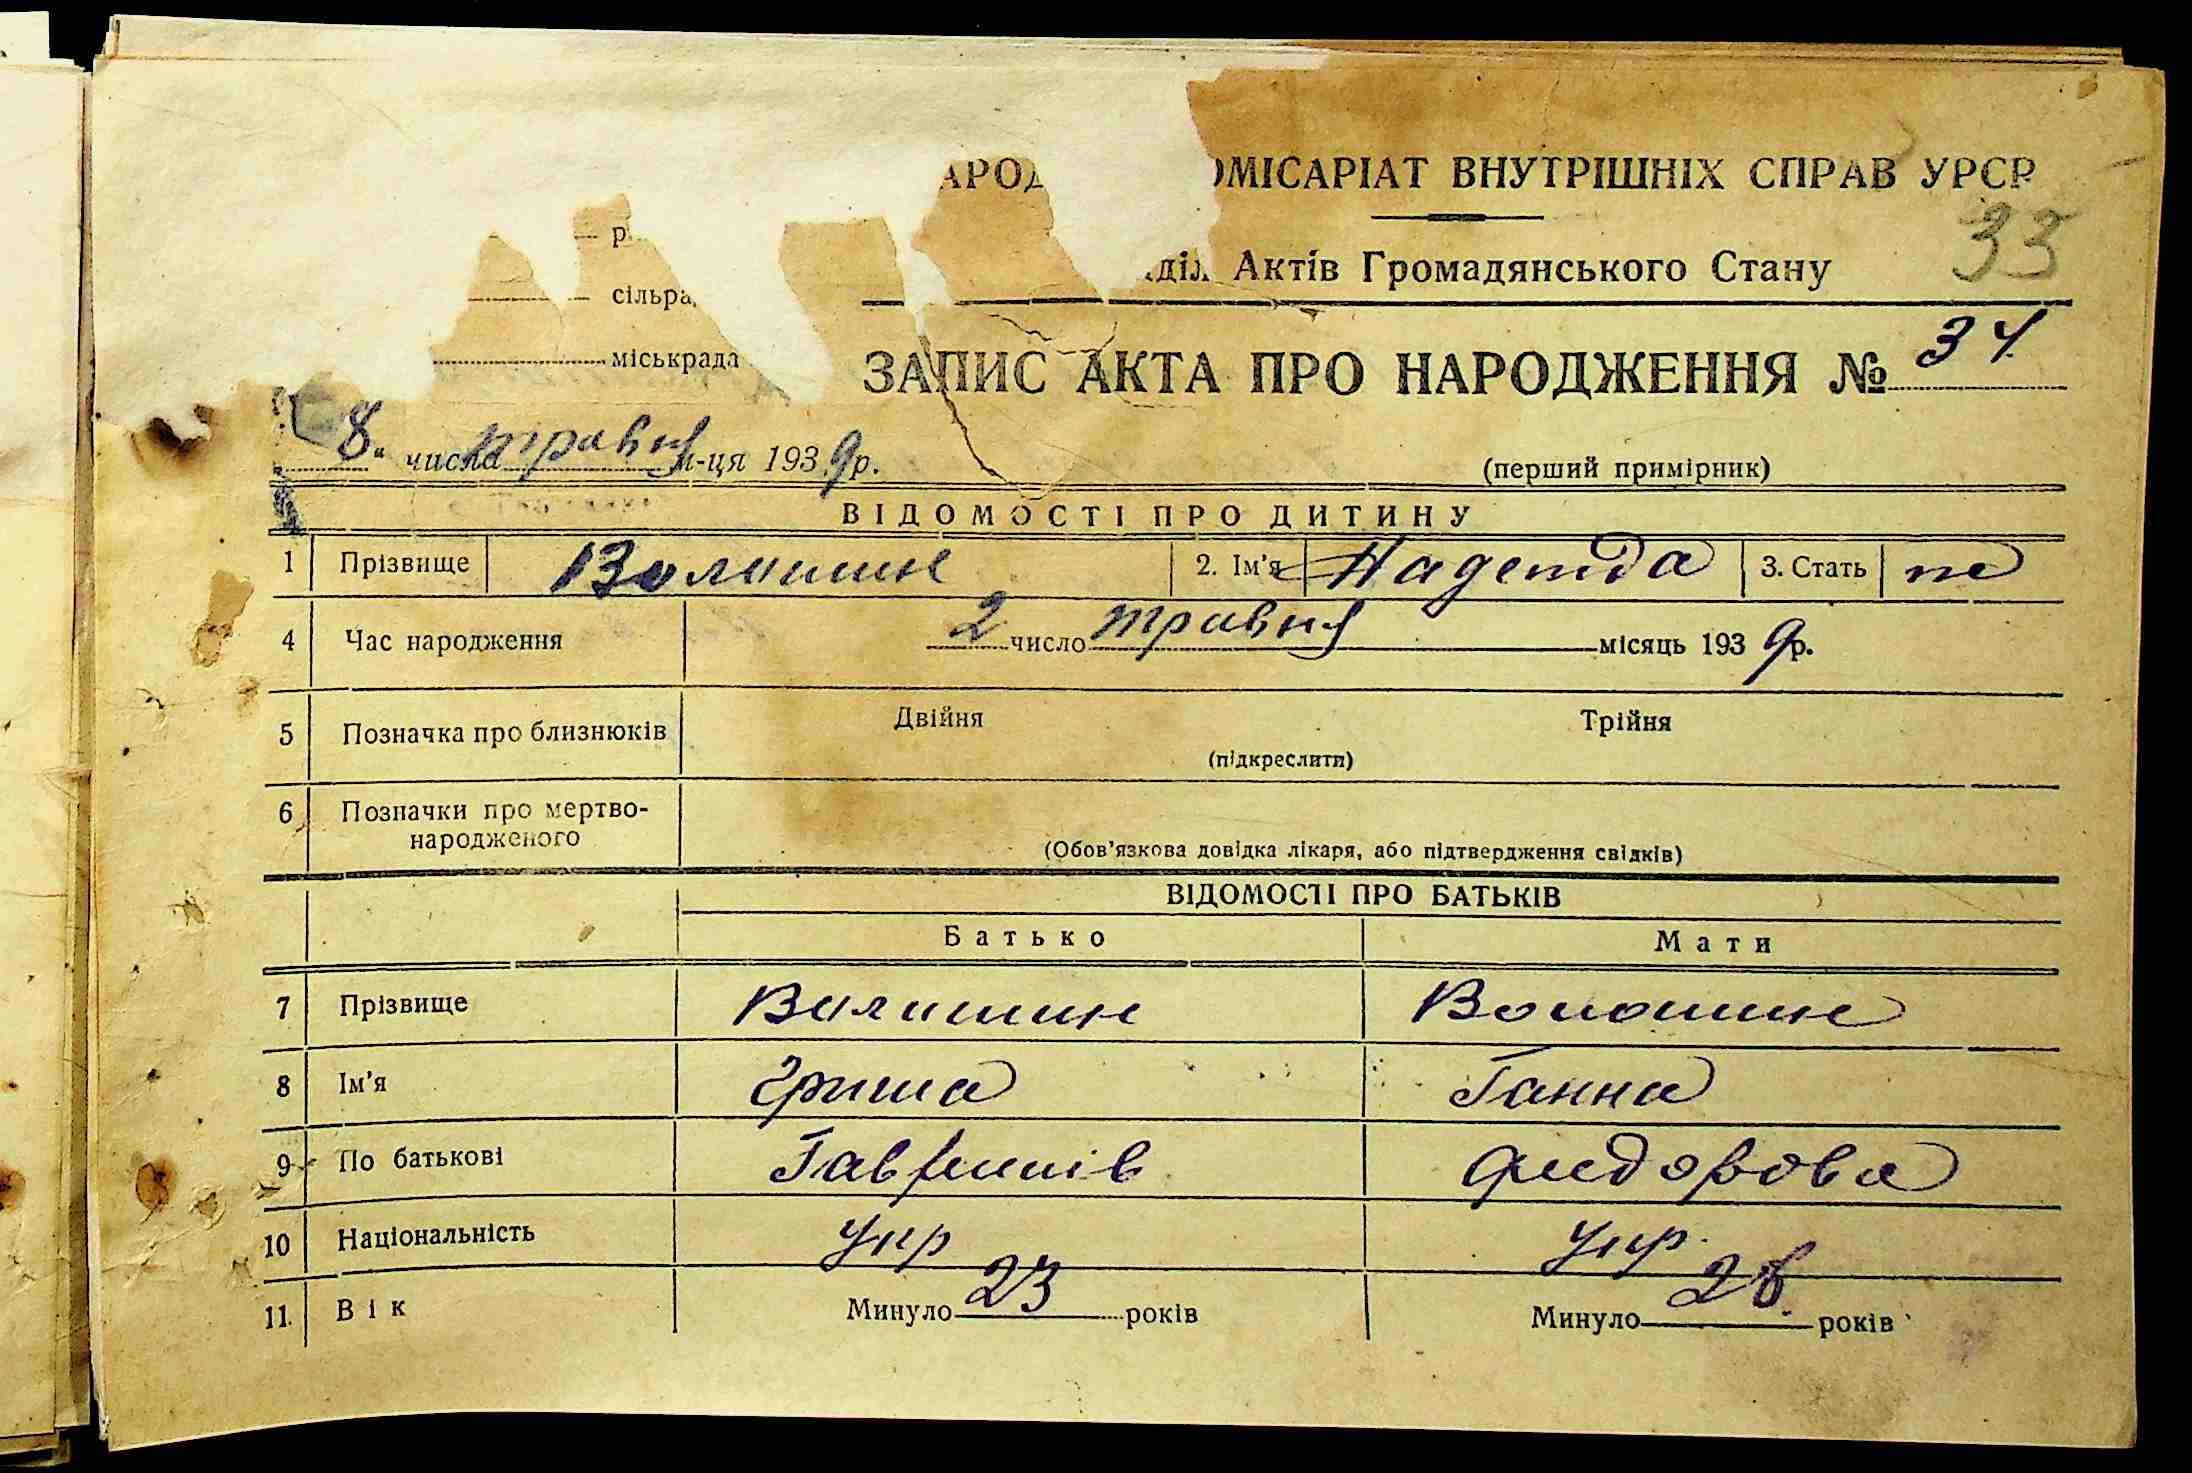 АРОД ОМІСАРІАТ ВНУТРІШНІХ СПРАВ УРСР
33
р
діл Актів Громадянського Стану
сільра
міськрада
ЗАПИС АКТА ПРО НАРОДЖЕННЯ № 34
8 " числа травня м-ця 1939 р.
(перший примірник)
ВІДОМОСТІ ПРО ДИТИНУ
1 Прізвище Волошин 2. Ім'я Надежда 3. Стать
4 Час народження 2 число травня місяць 1939 р.
5 Позначка про близнюків Двійня Трійня
(підкреслити)
6 Позначки про мертво-
народженого
(Обов'язкова довідка лікаря, або підтвердження свідків)
ВІДОМОСТІ ПРО БАТЬКІВ
Батько Мати
7 Прізвище Волошин Волошин
8 Ім'я Гриша Ганна
9 По батькові Гаврилів Федорова
10 Національність Укр Укр.
11. Вік Минуло 23 років Минуло років